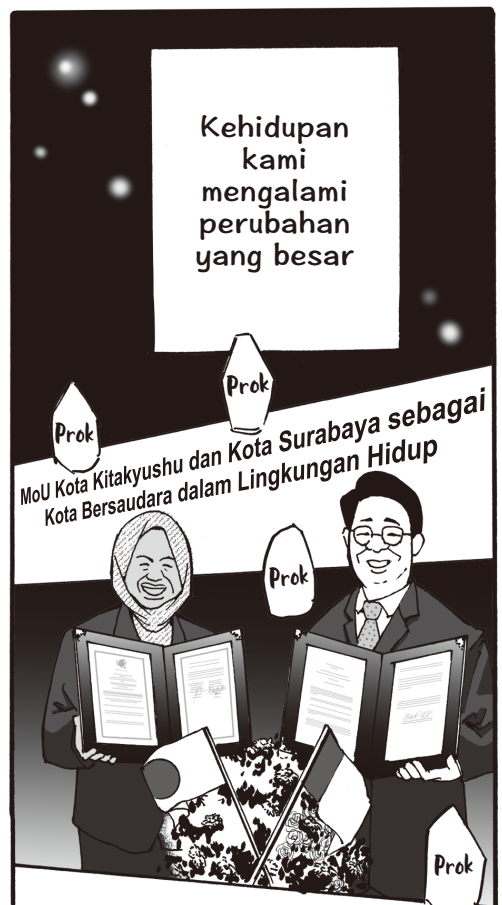 Kehidupan
kami
mengalami
perubahan
yang besar
Prok
Prok
MoU Kota Kitakyushu dan Kota Surabaya sebagai
Kota Bersaudara dalam Lingkungan Hidup
Prok
Prok